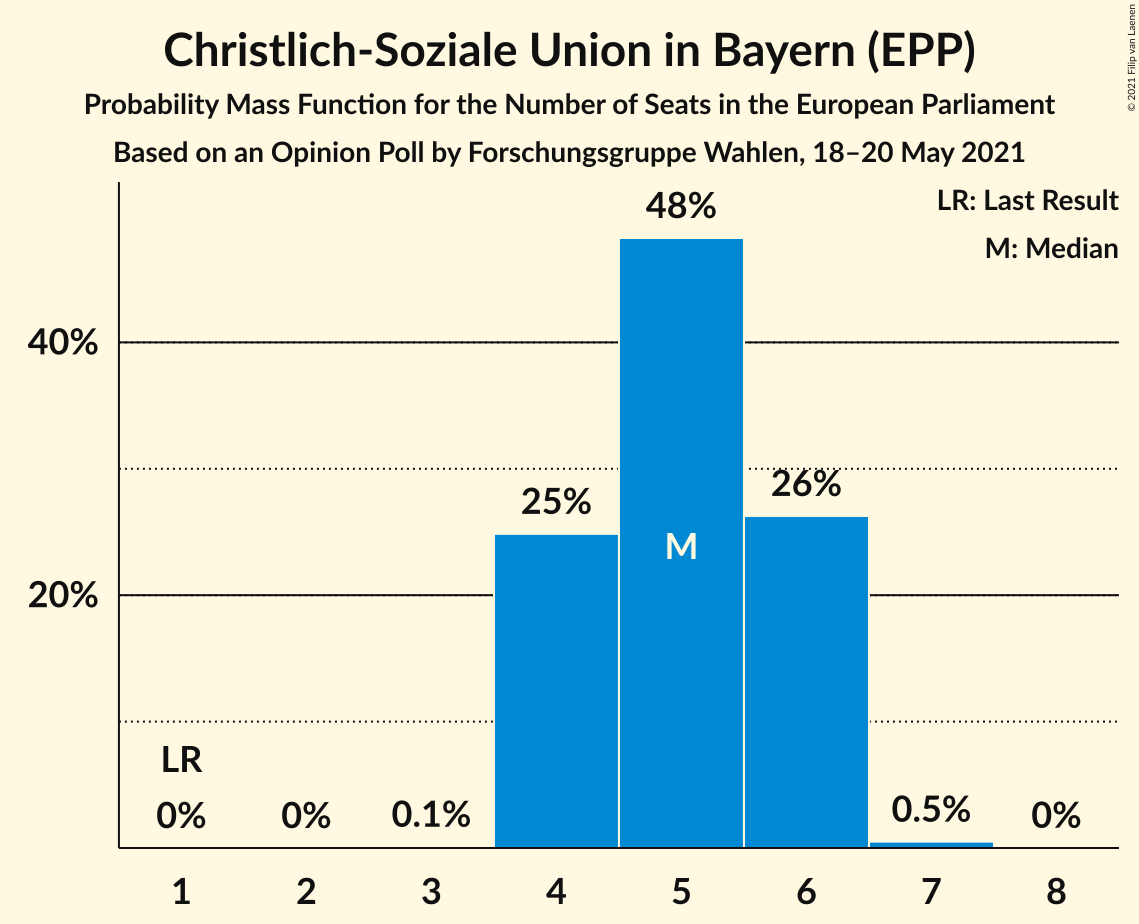 Christlich-Soziale Union in Bayern (EPP)
Probability Mass Function for the Number of Seats in the European Parliament
Based on an Opinion Poll by Forschungsgruppe Wahlen, 18–20 May 2021
© 2021 Filip van Laenen
LR: Last Result
M: Median
48%
40%
26%
25%
M
20%
LR
0% 0% 0.1% 0.5% 0%
1 2 3 4 5 6 7 8